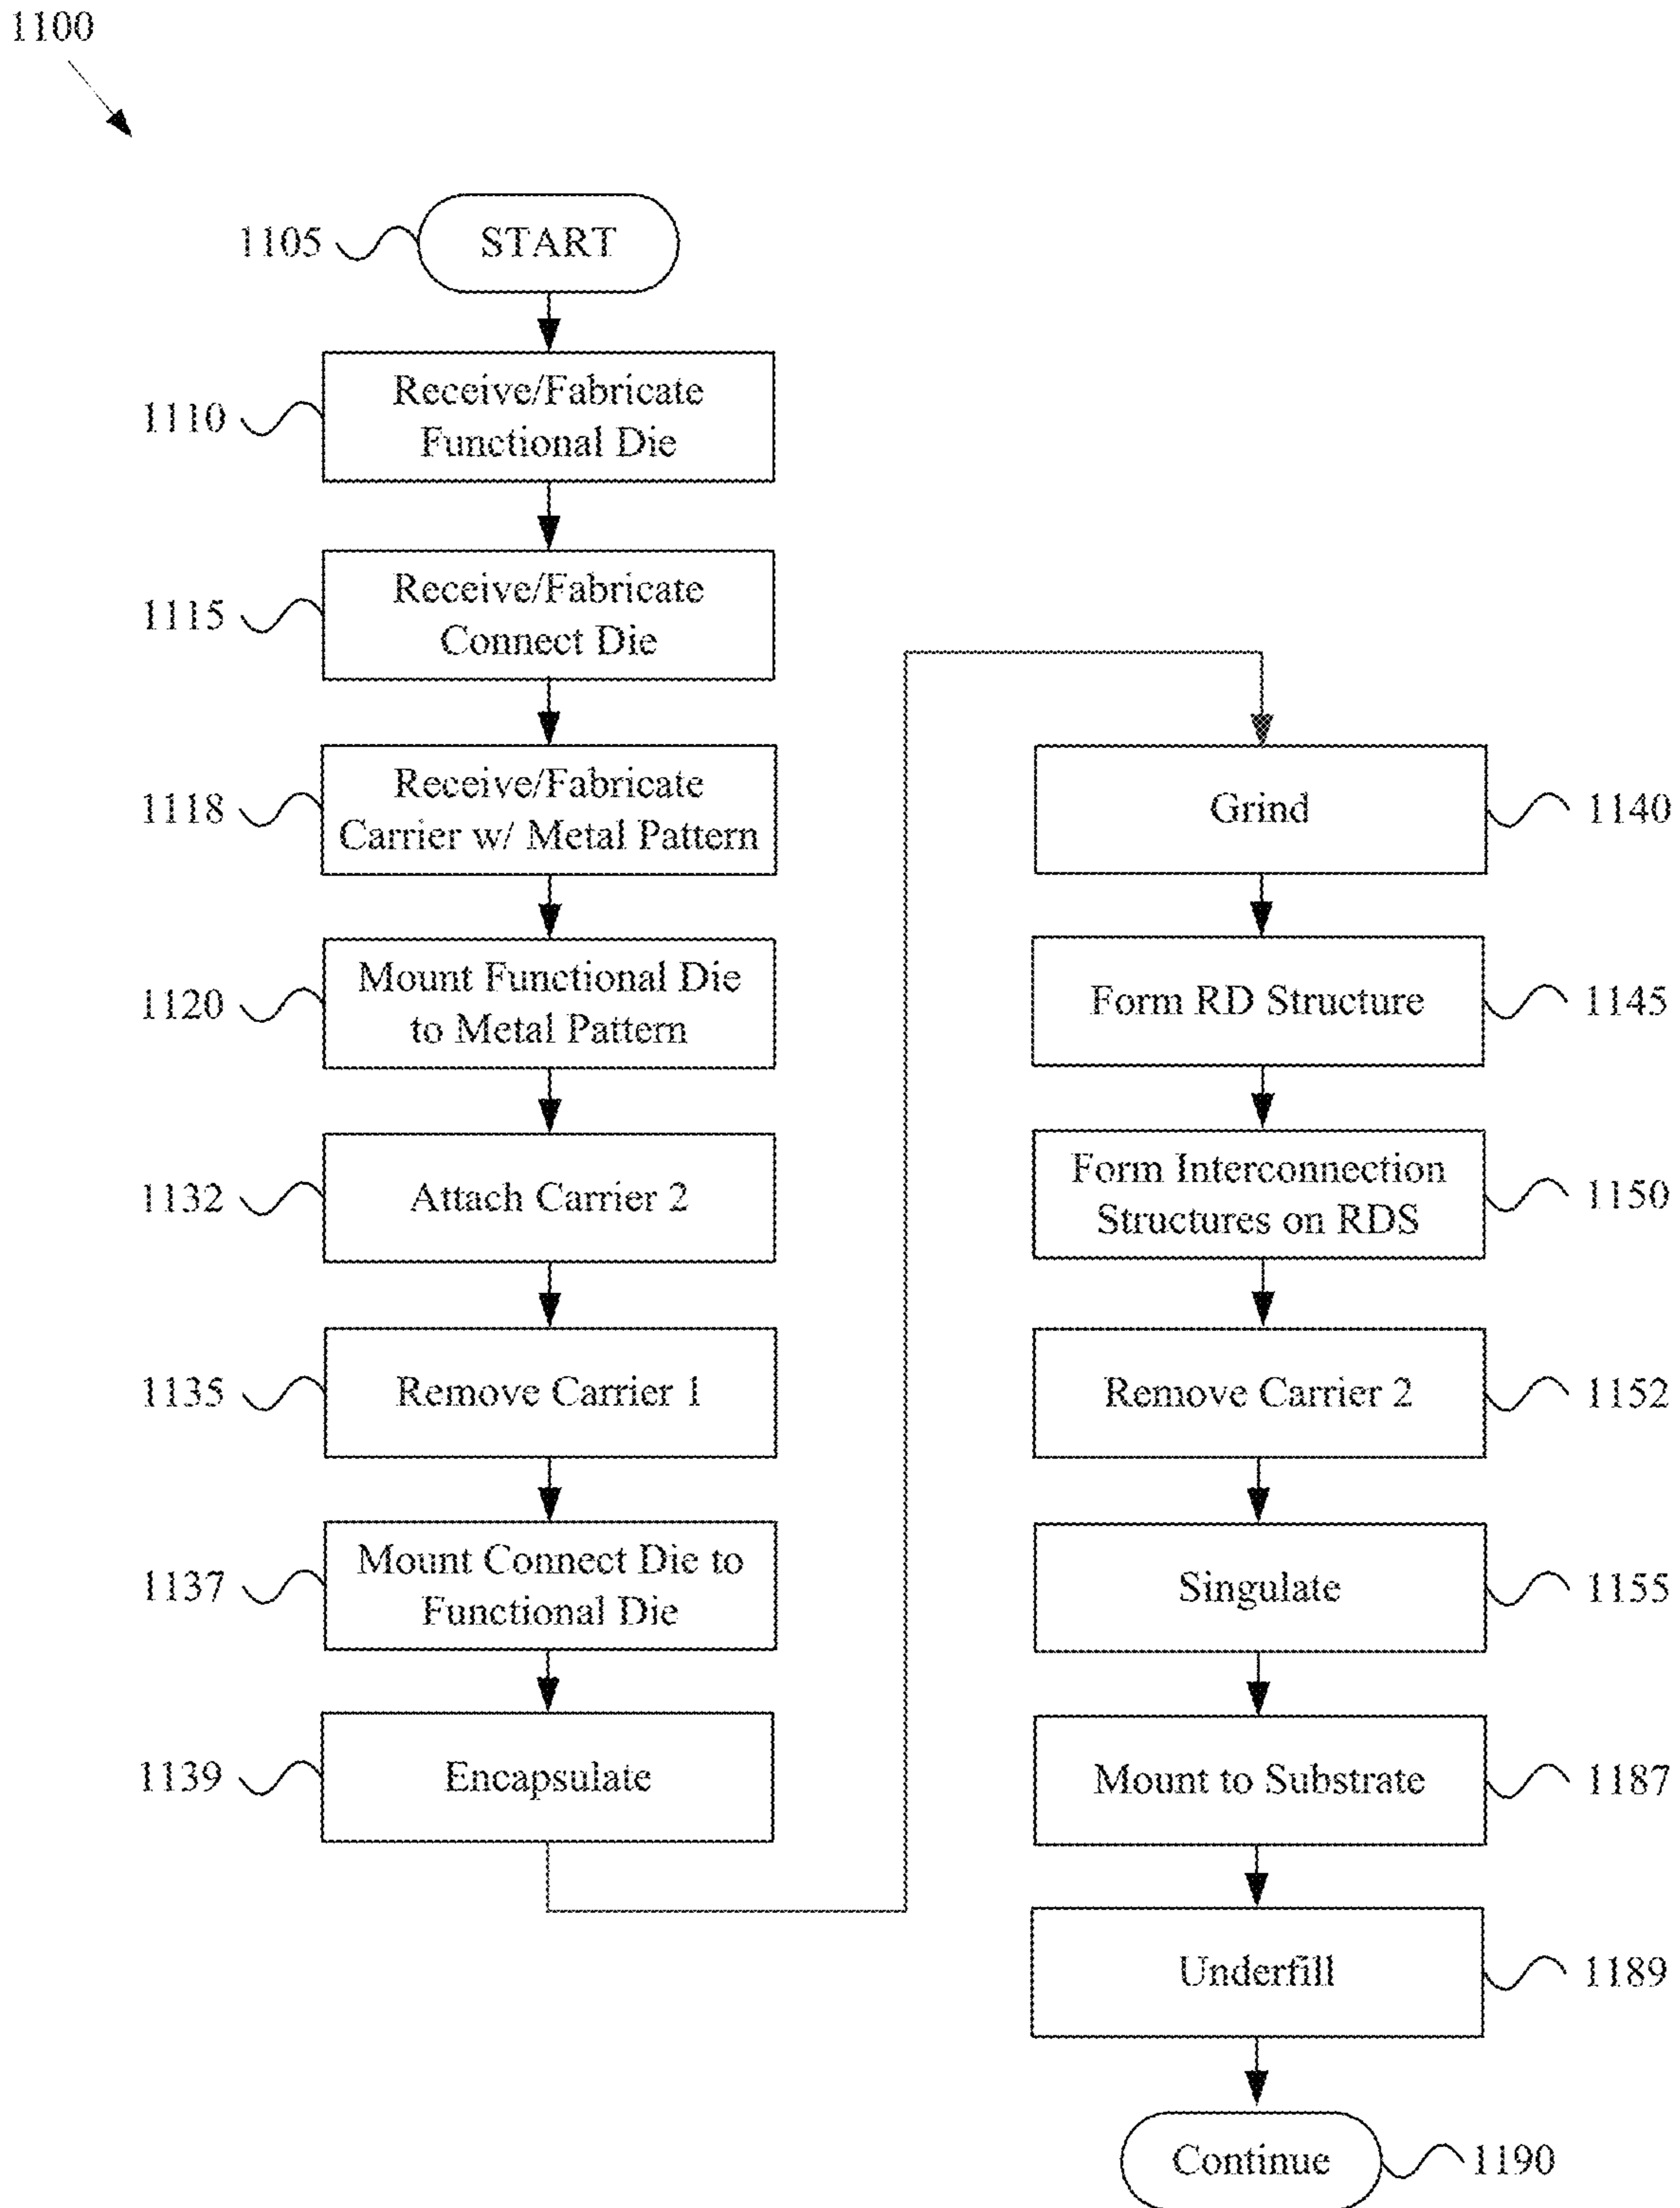 1100
1105
START
1110
Receive/Fabricate
Functional Die
1115
Receive/Fabricate
Connect Die
1118
Receive/Fabricate
Carrier w/ Metal Pattern
1120
Mount Functional Die
to Metal Pattern
1132
Attach Carrier 2
1135
Remove Carrier 1
1137
Mount Connect Die to
Functional Die
1139
Encapsulate
Grind
1140
Form RD Structure
1145
Form Interconnection
Structures on RDS
1150
Remove Carrier 2
1152
Singulate
1155
Mount to Substrate
1187
Underfill
1189
Continue
1190